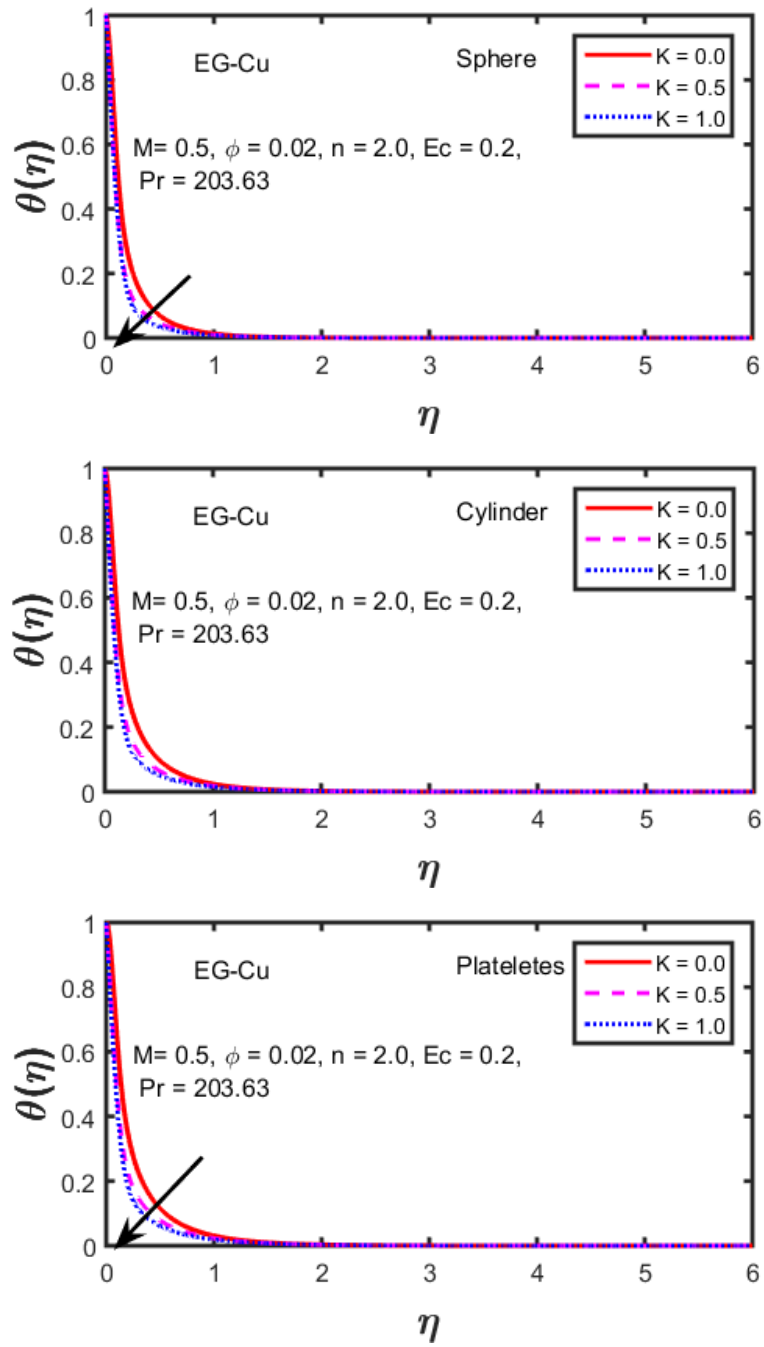 1
EG-Cu
Sphere
K = 0.0
K = 0.5
K = 1.0
0.8
M= 0.5, ϕ = 0.02, n = 2.0, Ec = 0.2,
Pr = 203.63
0.6
0.4
0.2
0
θ(η)
0 1 2 3 4 5 6
η
1
EG-Cu
Cylinder
K = 0.0
K = 0.5
K = 1.0
0.8
M= 0.5, ϕ = 0.02, n = 2.0, Ec = 0.2,
Pr = 203.63
0.6
0.4
0.2
0
θ(η)
0 1 2 3 4 5 6
η
1
EG-Cu
Plateletes
K = 0.0
K = 0.5
K = 1.0
0.8
M= 0.5, ϕ = 0.02, n = 2.0, Ec = 0.2,
Pr = 203.63
0.6
0.4
0.2
0
θ(η)
0 1 2 3 4 5 6
η